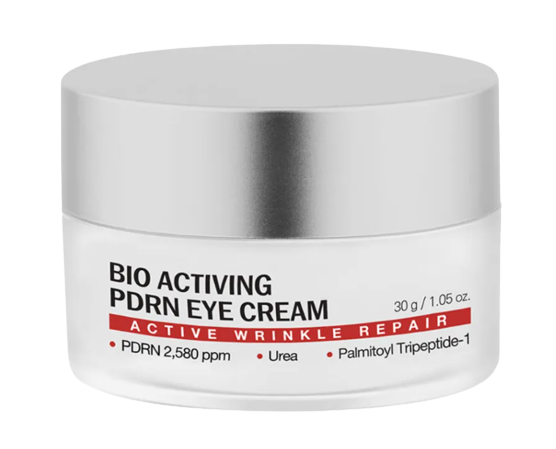 BIO ACTIVING
PDRN EYE CREAM
30 g / 1.05 oz.
ACTIVE WRINKLE REPAIR
• PDRN 2,580 ppm • Urea • Palmitoyl Tripeptide-1